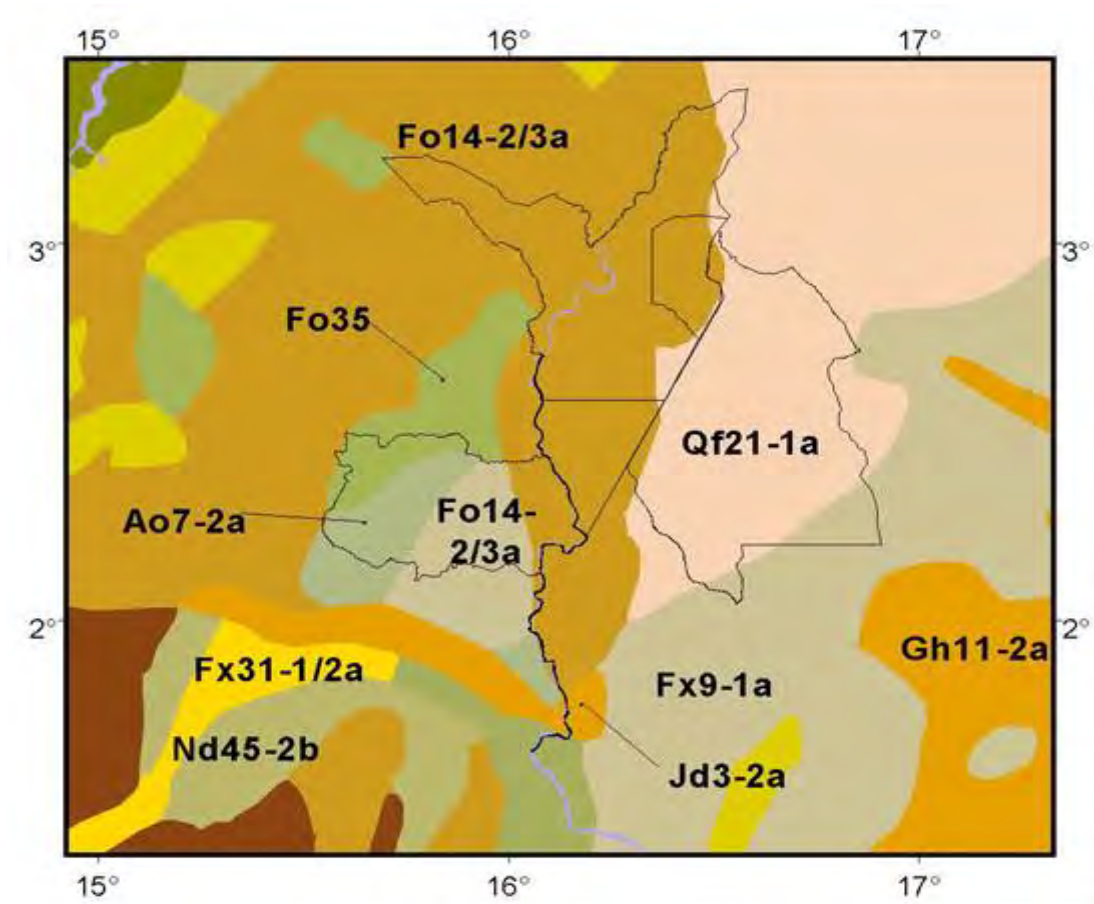 15° 16° 17°
Fo14-2/3a
3° 3°
Fo35
Qf21-1a
Ao7-2a
Fo14-
2/3a
2° 2°
Gh11-2a
Fx31-1/2a
Fx9-1a
Nd45-2b
Jd3-2a
15° 16° 17°